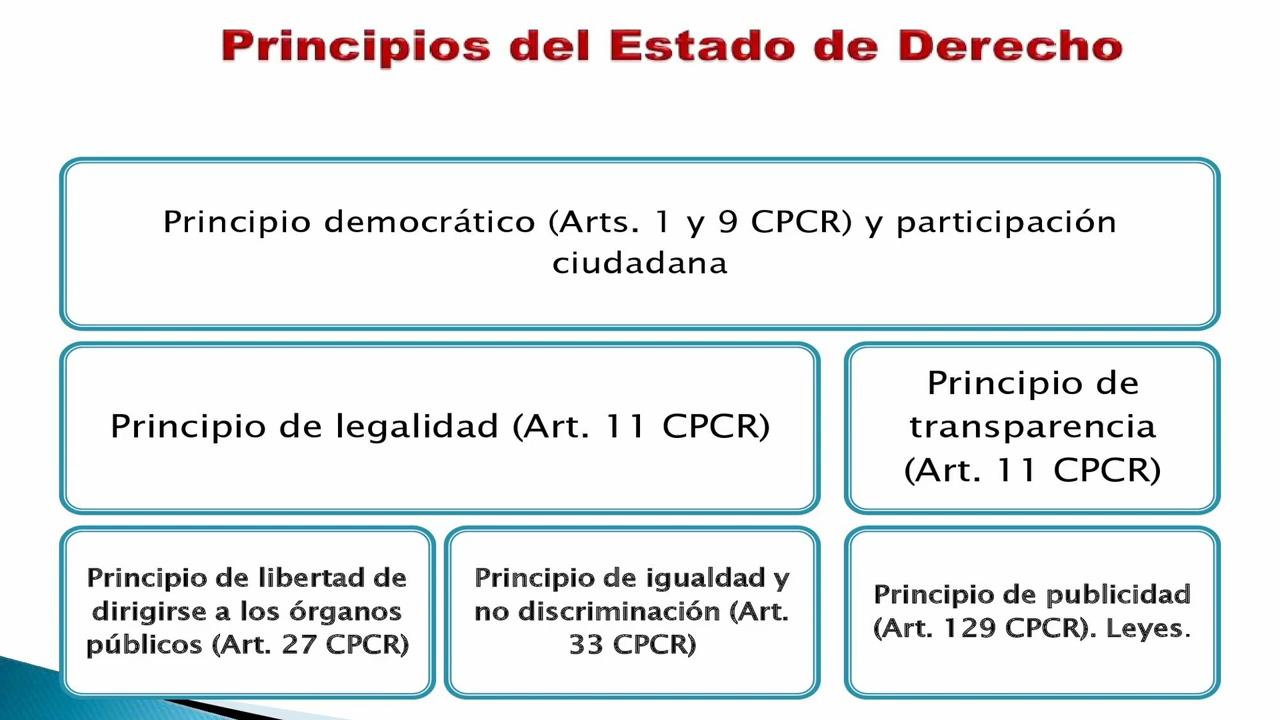 Principios del Estado de Derecho
Principio democrático (Arts. 1 y 9 CPCR) y participación
ciudadana
Principio de legalidad (Art. 11 CPCR)
Principio de
transparencia
(Art. 11 CPCR)
Principio de libertad de
dirigirse a los órganos
públicos (Art. 27 CPCR)
Principio de igualdad y
no discriminación (Art.
33 CPCR)
Principio de publicidad
(Art. 129 CPCR). Leyes.